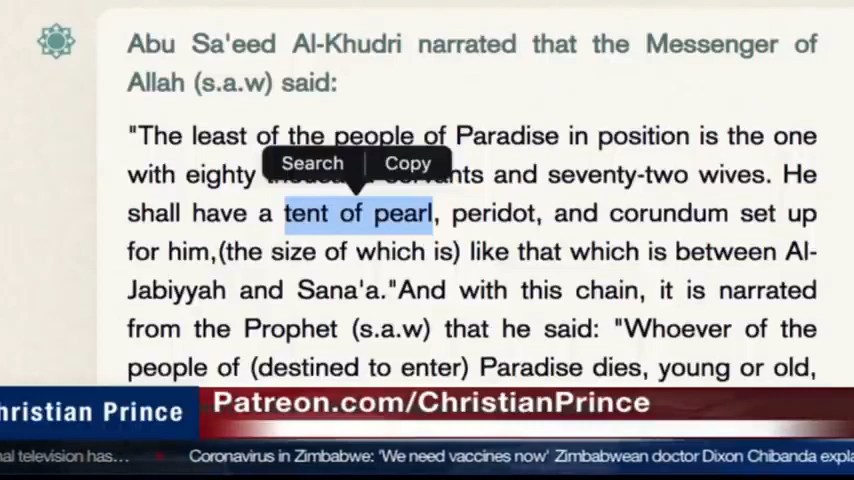 Abu Sa'eed Al-Khudri narrated that the Messenger of
Allah (s.a.w) said:
"The least of the people of Paradise in position is the one
Search Copy
with eighty thousand servants and seventy-two wives. He
shall have a tent of pearl, peridot, and corundum set up
for him,(the size of which is) like that which is between Al-
Jabiyyah and Sana'a."And with this chain, it is narrated
from the Prophet (s.a.w) that he said: "Whoever of the
people of (destined to enter) Paradise dies, young or old,
hristian Prince
Patreon.com/ChristianPrince
nal television has... Coronavirus in Zimbabwe: 'We need vaccines now' Zimbabwean doctor Dixon Chibanda expla